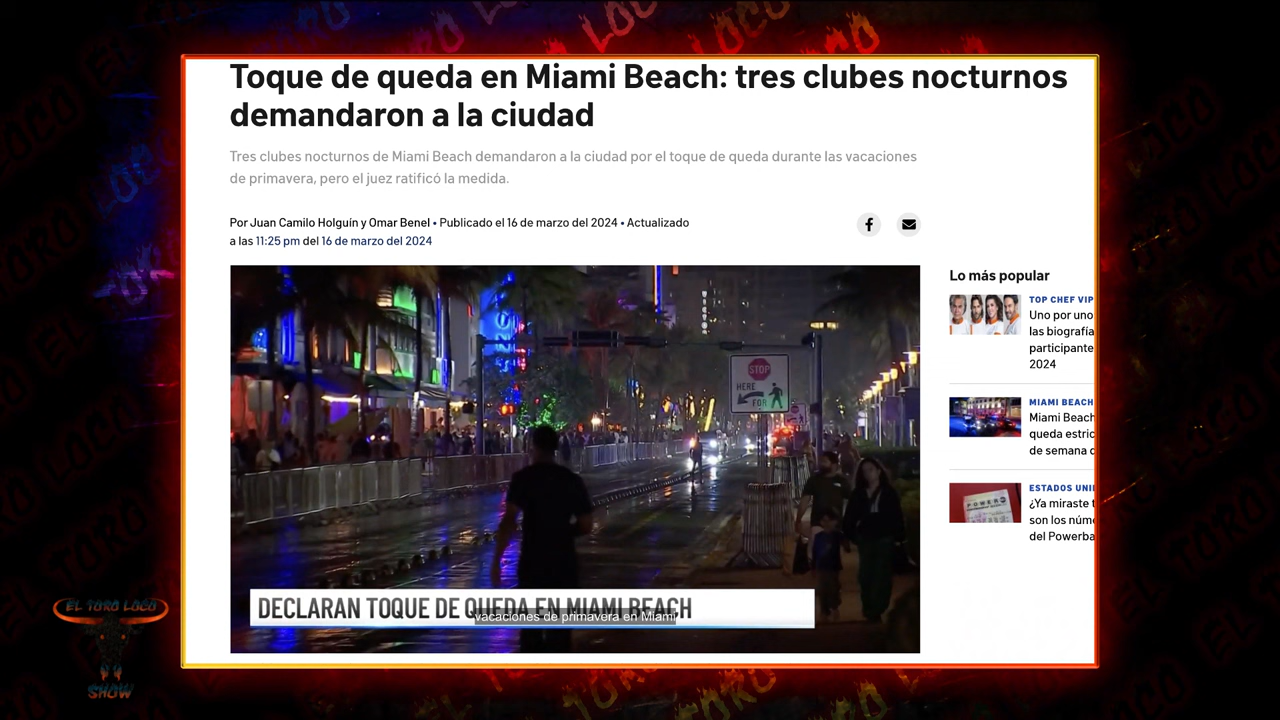 Toque de queda en Miami Beach: tres clubes nocturnos
demandaron a la ciudad
Tres clubes nocturnos de Miami Beach demandaron a la ciudad por el toque de queda durante las vacaciones
de primavera, pero el juez ratificó la medida.
Por Juan Camilo Holguín y Omar Benel • Publicado el 16 de marzo del 2024 • Actualizado
a las 11:25 pm del 16 de marzo del 2024
STOP
HERE
FOR
DECLARAN TOQUE DE QUEDA EN MIAMI BEACH
vacaciones de primavera en Miami
Lo más popular
TOP CHEF VIP
Uno por uno
las biografía
participante
2024
MIAMI BEACH
Miami Beach
queda estric
de semana
ESTADOS UNI
¿Ya miraste
son los núme
del Powerba
EL TORO LOCO
SHOW